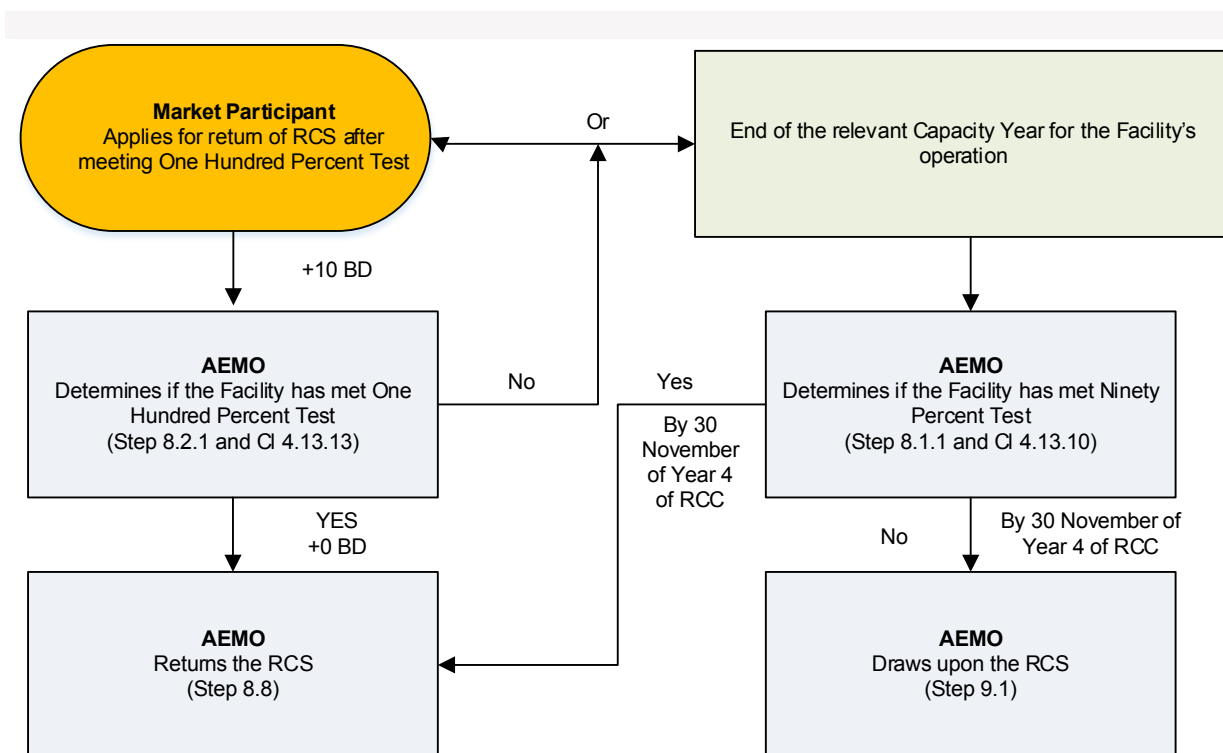 Market Participant
Applies for return of RCS after
meeting One Hundred Percent Test
Or
End of the relevant Capacity Year for the Facility's
operation
+10 BD
AEMO
Determines if the Facility has met One
Hundred Percent Test
(Step 8.2.1 and Cl 4.13.13)
No
Yes
By 30
November
of Year 4
of RCC
AEMO
Determines if the Facility has met Ninety
Percent Test
(Step 8.1.1 and Cl 4.13.10)
YES
+0 BD
No
By 30 November of
Year 4 of RCC
AEMO
Returns the RCS
(Step 8.8)
AEMO
Draws upon the RCS
(Step 9.1)